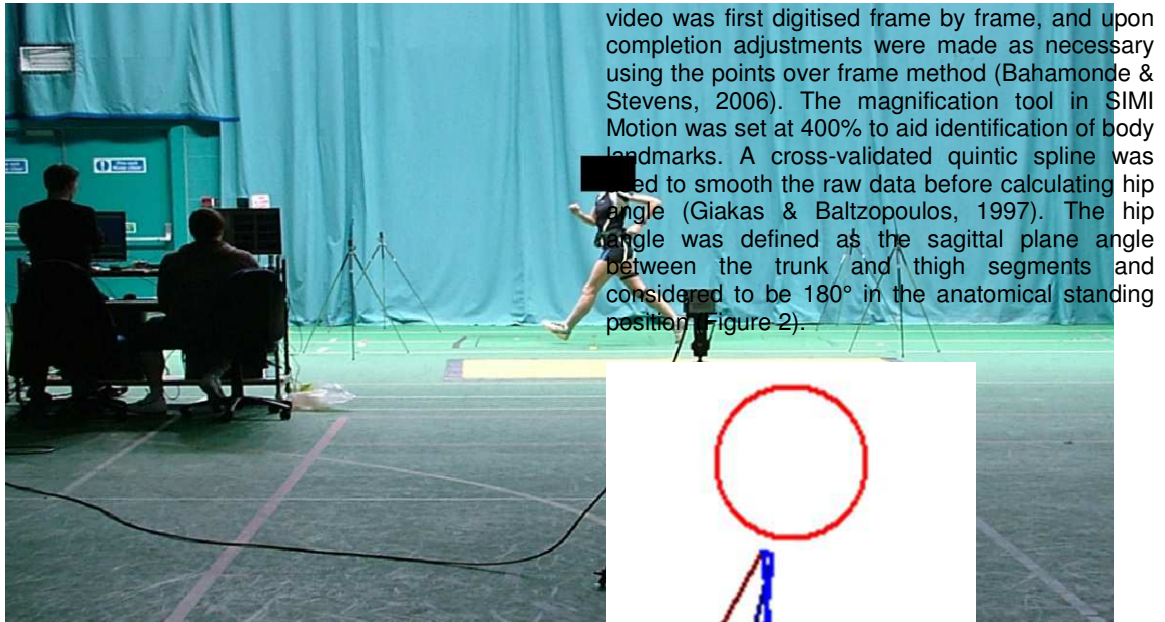 video was first digitised frame by frame, and upon
completion adjustments were made as necessary
using the points over frame method (Bahamonde &
Stevens, 2006). The magnification tool in SIMI
Motion was set at 400% to aid identification of body
landmarks. A cross-validated quintic spline was
used to smooth the raw data before calculating hip
angle (Giakas & Baltzopoulos, 1997). The hip
angle was defined as the sagittal plane angle
between the trunk and thigh segments and
considered to be 180° in the anatomical standing
position (Figure 2).